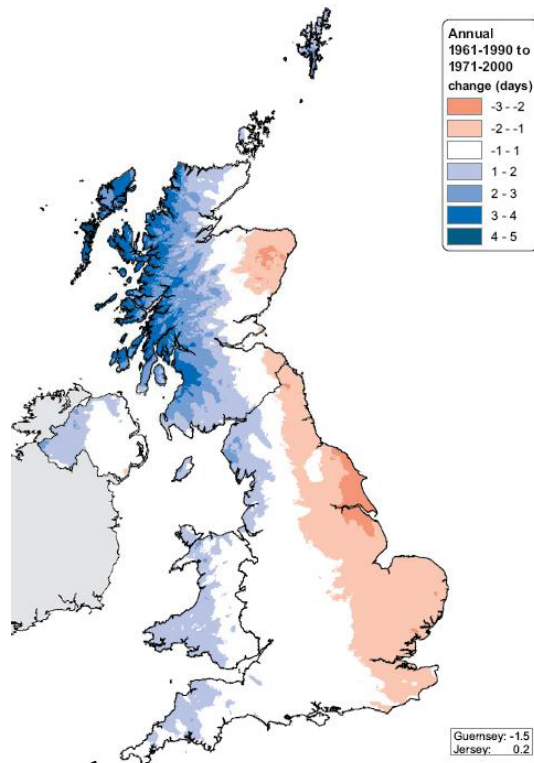 Annual
1961-1990 to
1971-2000
change (days)
-3 - -2
-2 - -1
-1 - 1
1 - 2
2 - 3
3 - 4
4 - 5
Guernsey: -1.5
Jersey: 0.2